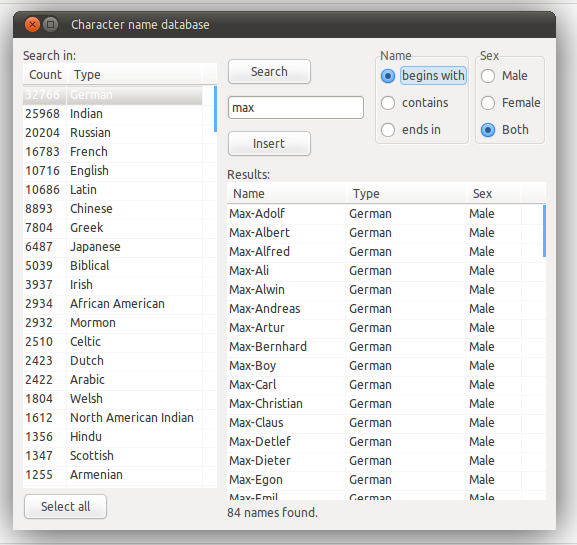 Character name database
Search in:
Count Type
32766 German
25968 Indian
20204 Russian
16783 French
10716 English
10686 Latin
8893 Chinese
7804 Greek
6487 Japanese
5039 Biblical
3937 Irish
2934 African American
2932 Mormon
2510 Celtic
2423 Dutch
2422 Arabic
1804 Welsh
1612 North American Indian
1356 Hindu
1347 Scottish
1255 Armenian
Select all
Search
max
Insert
Name
begins with
contains
ends in
Sex
Male
Female
Both
Results:
Name Type Sex
Max-Adolf German Male
Max-Albert German Male
Max-Alfred German Male
Max-Ali German Male
Max-Alwin German Male
Max-Andreas German Male
Max-Artur German Male
Max-Bernhard German Male
Max-Boy German Male
Max-Carl German Male
Max-Christian German Male
Max-Claus German Male
Max-Detlef German Male
Max-Dieter German Male
Max-Egon German Male
Max-Emil German Male
84 names found.